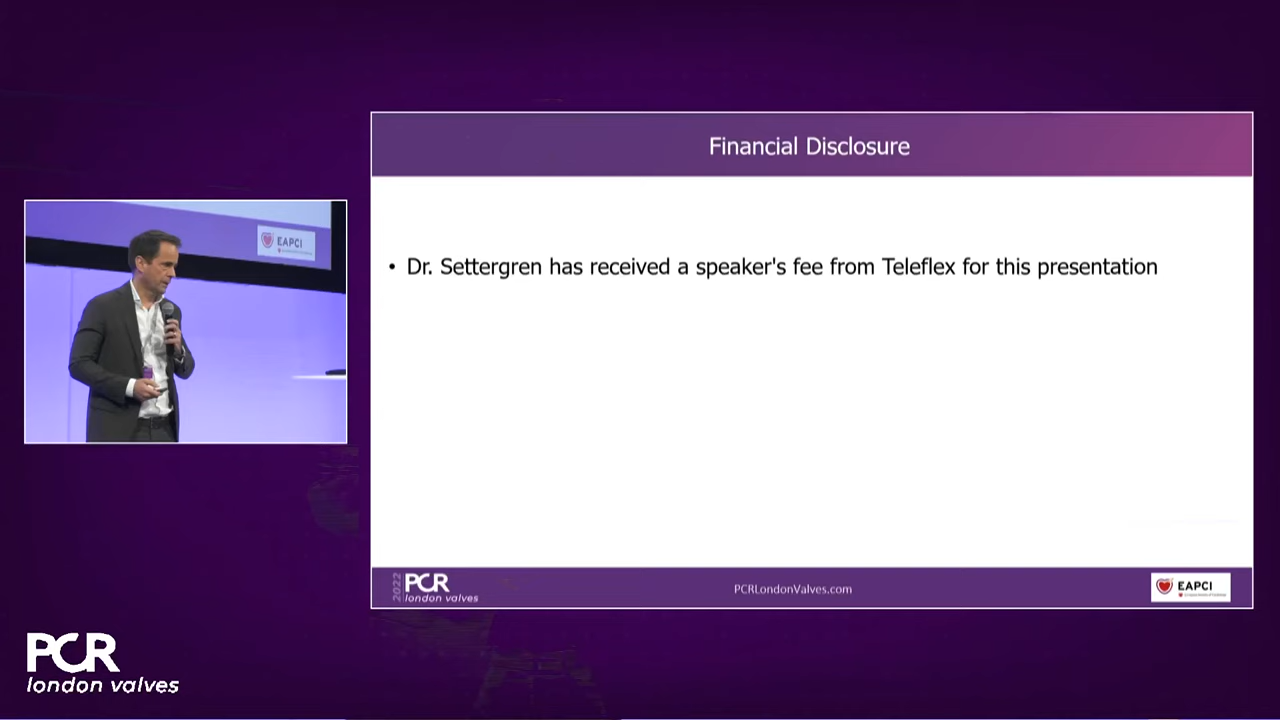 Financial Disclosure
EAPCI
• Dr. Settergren has received a speaker's fee from Teleflex for this presentation
2022
PCR
london valves
PCRLondonValves.com
EAPCI
PCR
london valves